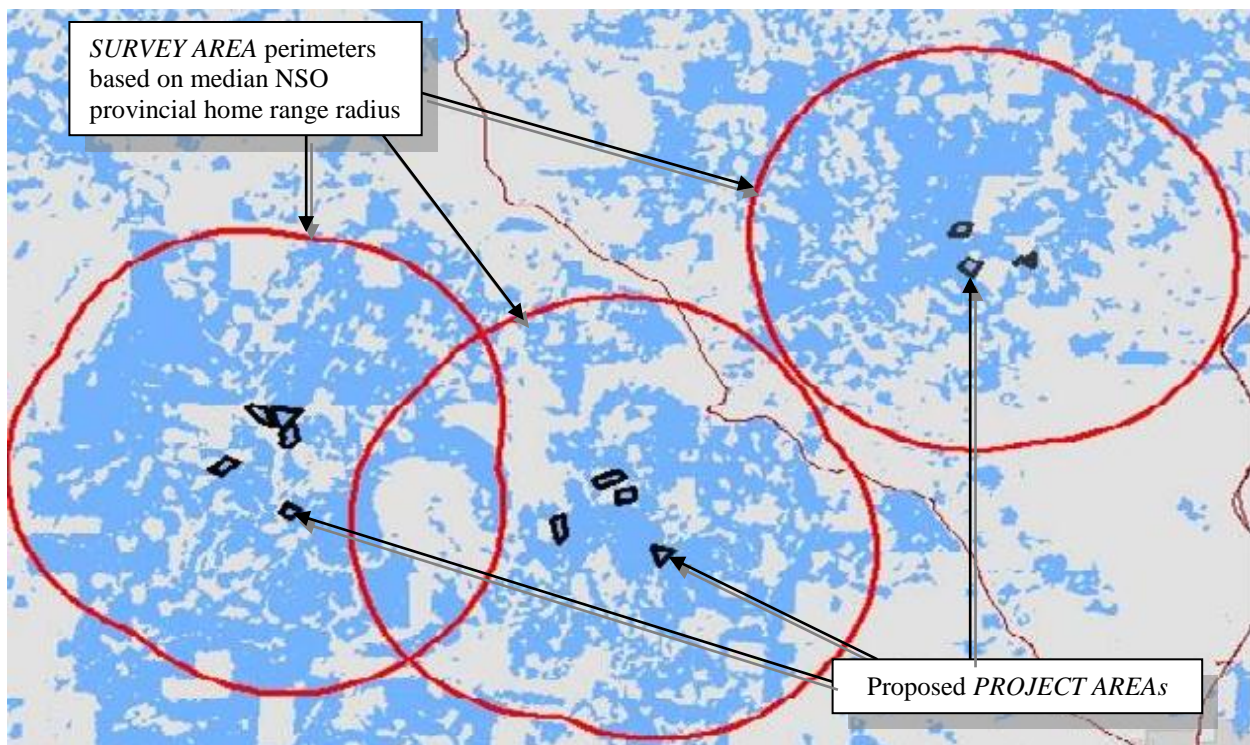 SURVEY AREA perimeters
based on median NSO
provincial home range radius
Proposed PROJECT AREAs